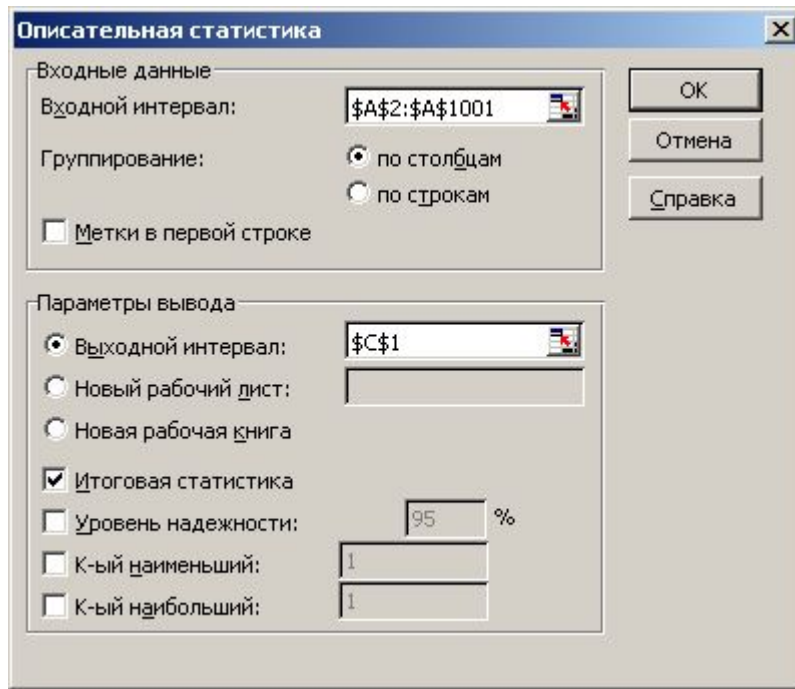 Описательная статистика
Входные данные
Входной интервал: $A$2:$A$1001
Группирование: по столбцам
по строкам
Метки в первой строке
OK
Отмена
Справка
Параметры вывода
Выходной интервал: $C$1
Новый рабочий лист:
Новая рабочая книга
Итоговая статистика
Уровень надежности: 95 %
К-ый наименьший: 1
К-ый наибольший: 1